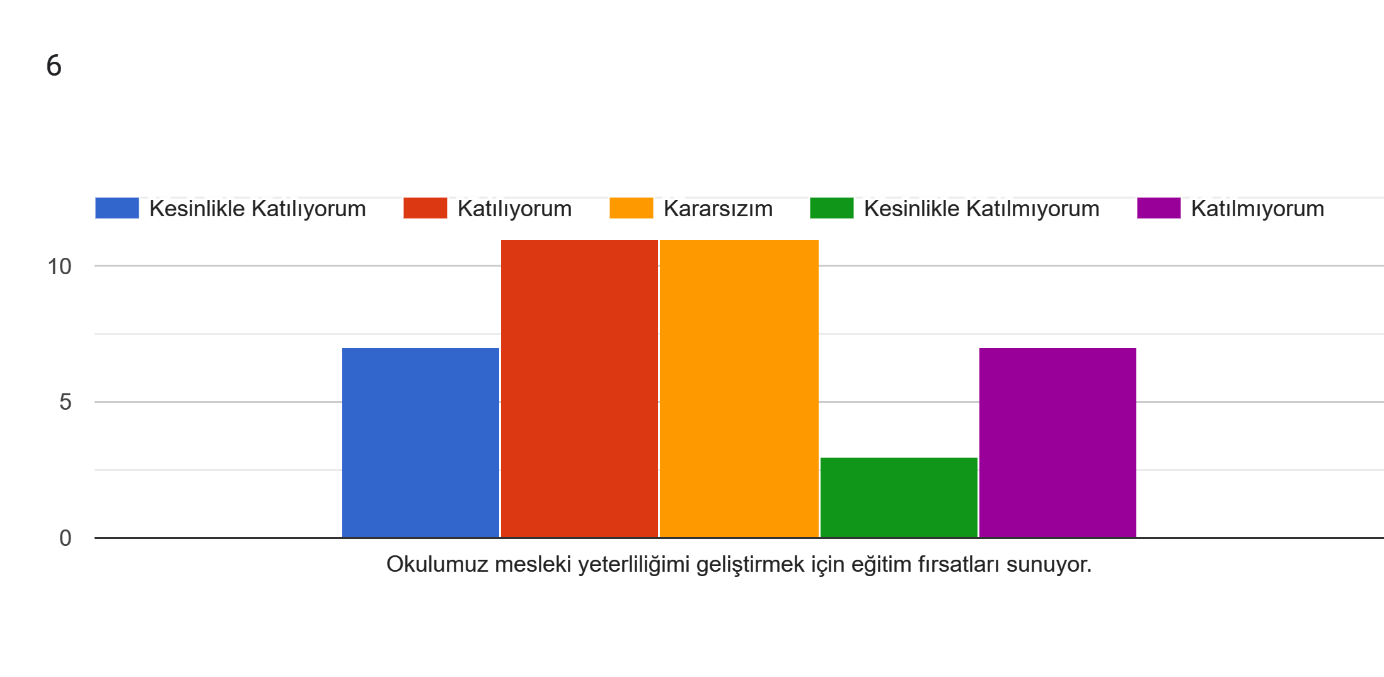 6
Kesinlikle Katılıyorum Katılıyorum Kararsızım Kesinlikle Katılmıyorum Katılmıyorum
10
5
0
Okulumuz mesleki yeterliliğimi geliştirmek için eğitim fırsatları sunuyor.